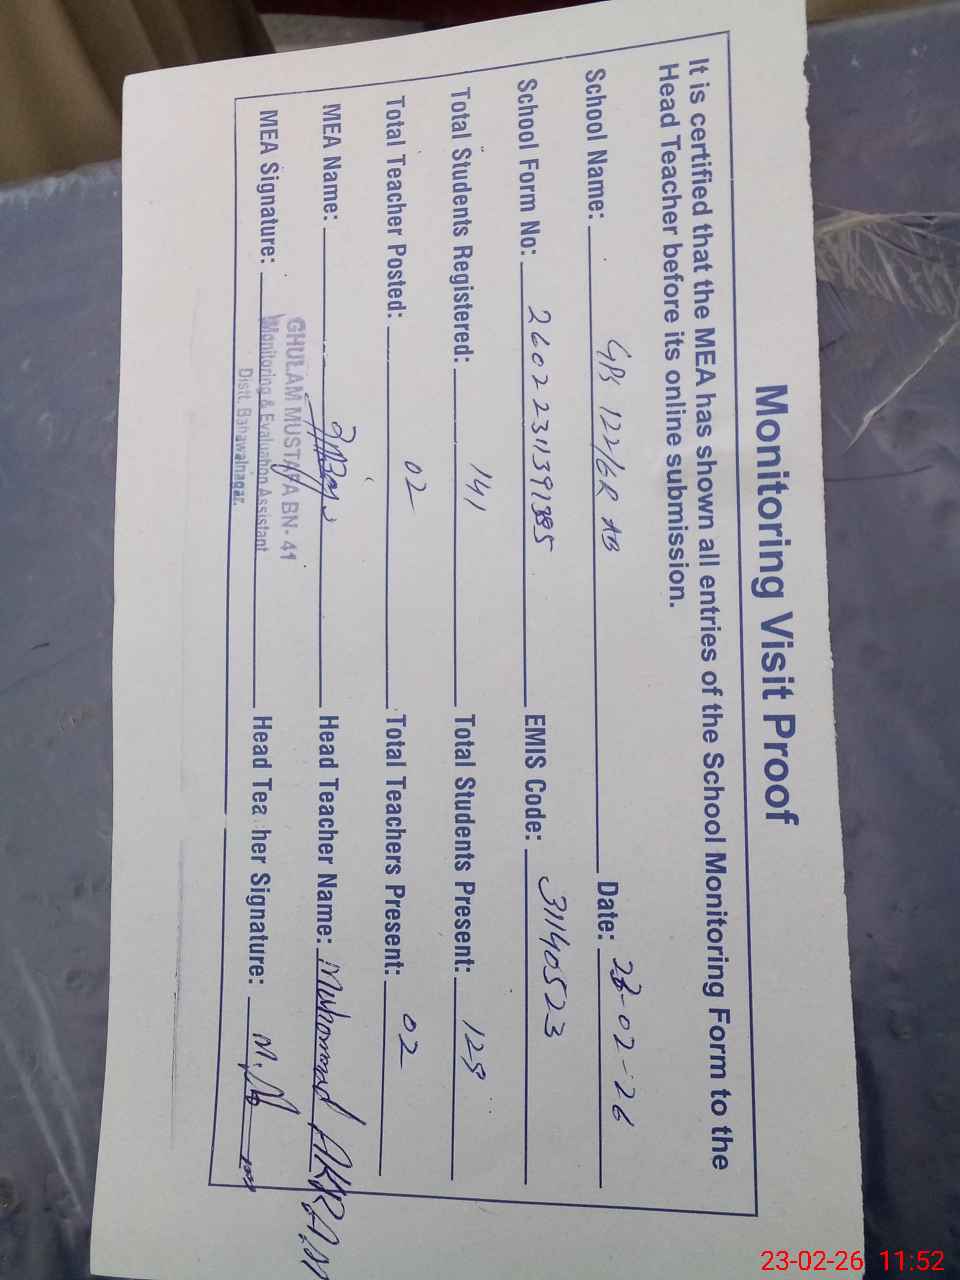 Monitoring Visit Proof
It is certified that the MEA has shown all entries of the School Monitoring Form to the
Head Teacher before its online submission.
School Name: GPS 122/6R AB Date: 23-02-26
School Form No: EMIS Code: 31140523
Total Students Registered: 141 Total Students Present: 129
Total Teacher Posted: 02 Total Teachers Present: 02
MEA Name: Head Teacher Name: Muhammad AKRAM
GHULAM MUSTAFA BN- 41
MEA Signature: Monitoring & Evaluation Assistant Head Teacher Signature:
Distt. Bahawalnagar.
23-02-26 11:52